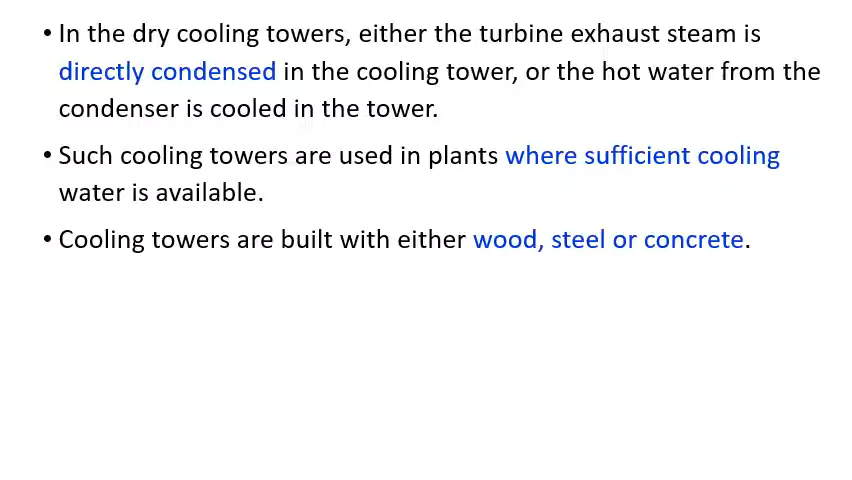 • In the dry cooling towers, either the turbine exhaust steam is
directly condensed in the cooling tower, or the hot water from the
condenser is cooled in the tower.
• Such cooling towers are used in plants where sufficient cooling
water is available.
• Cooling towers are built with either wood, steel or concrete.